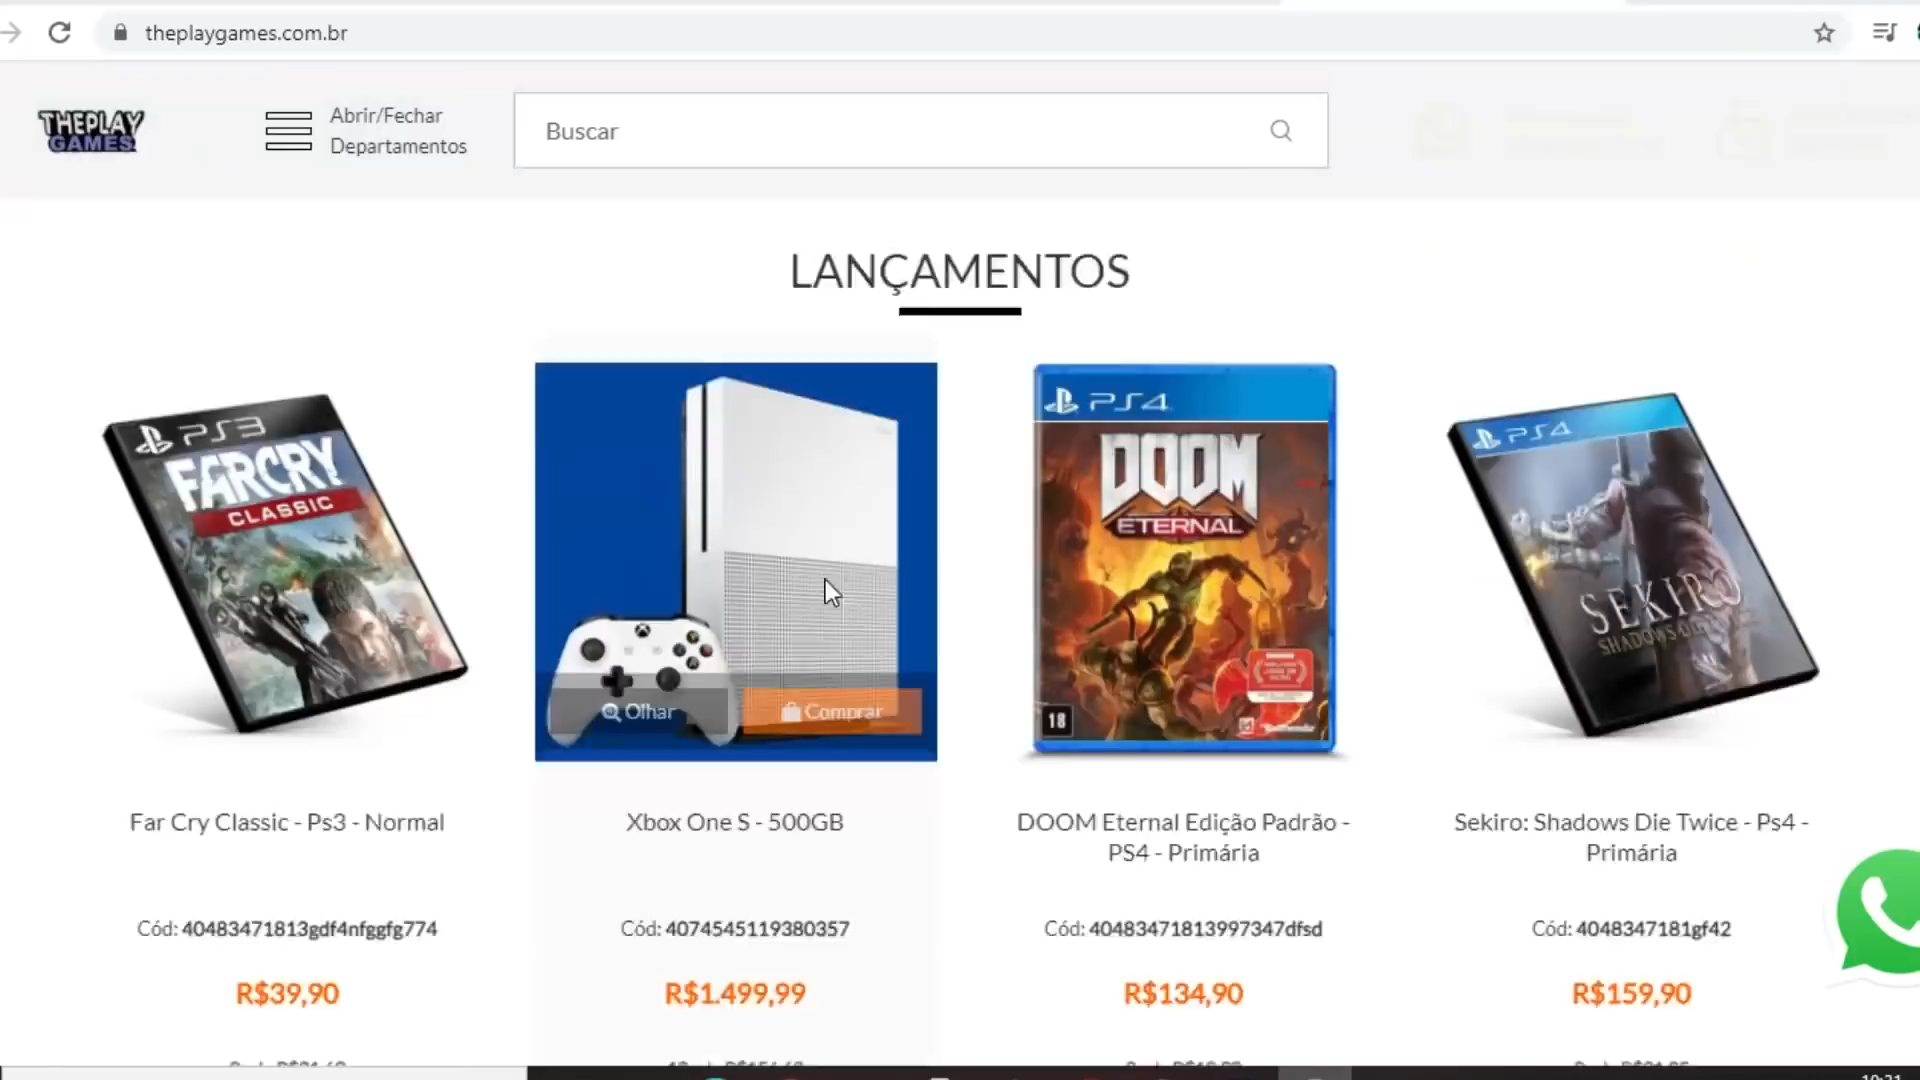 theplaygames.com.br
THEPLAY
GAMES
Abrir/Fechar
Departamentos
Buscar
LANÇAMENTOS
PS3
FARCRY
CLASSIC
Olhar
Comprar
PS4
DOOM
ETERNAL
18
PS4
SEKIRO
SHADOWS DIE TWICE
Far Cry Classic - Ps3 - Normal
Xbox One S - 500GB
DOOM Eternal Edição Padrão -
PS4 - Primária
Sekiro: Shadows Die Twice - Ps4 -
Primária
Cód: 40483471813gdf4nfggfg774
Cód: 4074545119380357
Cód: 40483471813997347dfsd
Cód: 4048347181gf42
R$39,90
R$1.499,99
R$134,90
R$159,90